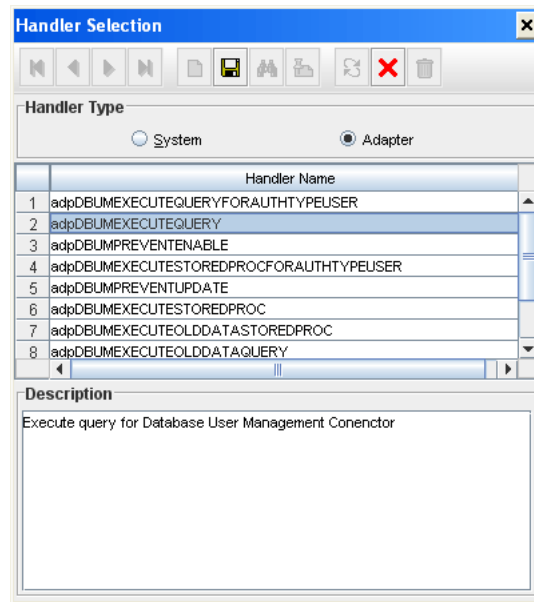 Handler Selection
Handler Type
System
Adapter
Handler Name
1 adpDBUMEXECUTEQUERYFORAUTHTYPEUSER
2 adpDBUMEXECUTEQUERY
3 adpDBUMPREVENTENABLE
4 adpDBUMEXECUTESTOREDPROCFORAUTHTYPEUSER
5 adpDBUMPREVENTUPDATE
6 adpDBUMEXECUTESTOREDPROC
7 adpDBUMEXECUTEOLDDATASTOREDPROC
8 adpDBUMEXECUTEOLDDATAQUERY
Description
Execute query for Database User Management Conenctor